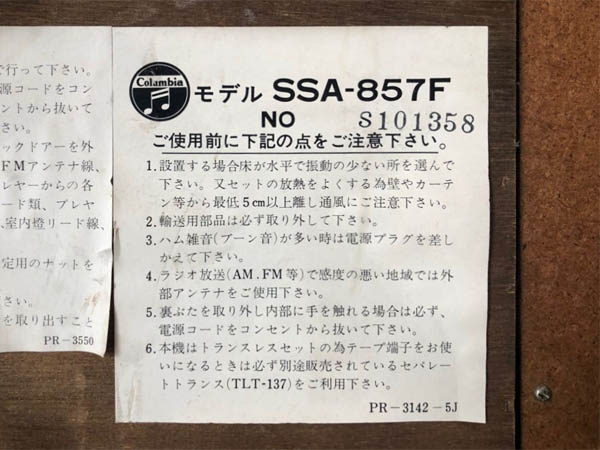 で行って下さい。
源コードをコン
ントから抜いて
さい。
ックドアーを外
FMアンテナ線、
レヤーからの各
ード類、プレヤ
、室内燈リード線、
定用のナットを
さい。
を取り出すこと
PR-3550
Columbia
モデル SSA-857F
NO S101358
ご使用前に下記の点をご注意下さい。
1. 設置する場合床が水平で振動の少ない所を選んで
下さい。又セットの放熱をよくする為壁やカーテ
ン等から最低5cm以上離し通風にご注意下さい。
2. 輸送用部品は必ず取り外して下さい。
3. ハム雑音(ブーン音)が多い時は電源プラグを差し
かえて下さい。
4. ラジオ放送(AM.FM等)で感度の悪い地域では外
部アンテナをご使用下さい。
5. 裏ぶたを取り外し内部に手を触れる場合は必ず、
電源コードをコンセントから抜いて下さい。
6. 本機はトランスレスセットの為テープ端子をお使
いになるときは必ず別途販売されているセパレー
トトランス(TLT-137)をご利用下さい。
PR-3142-5J